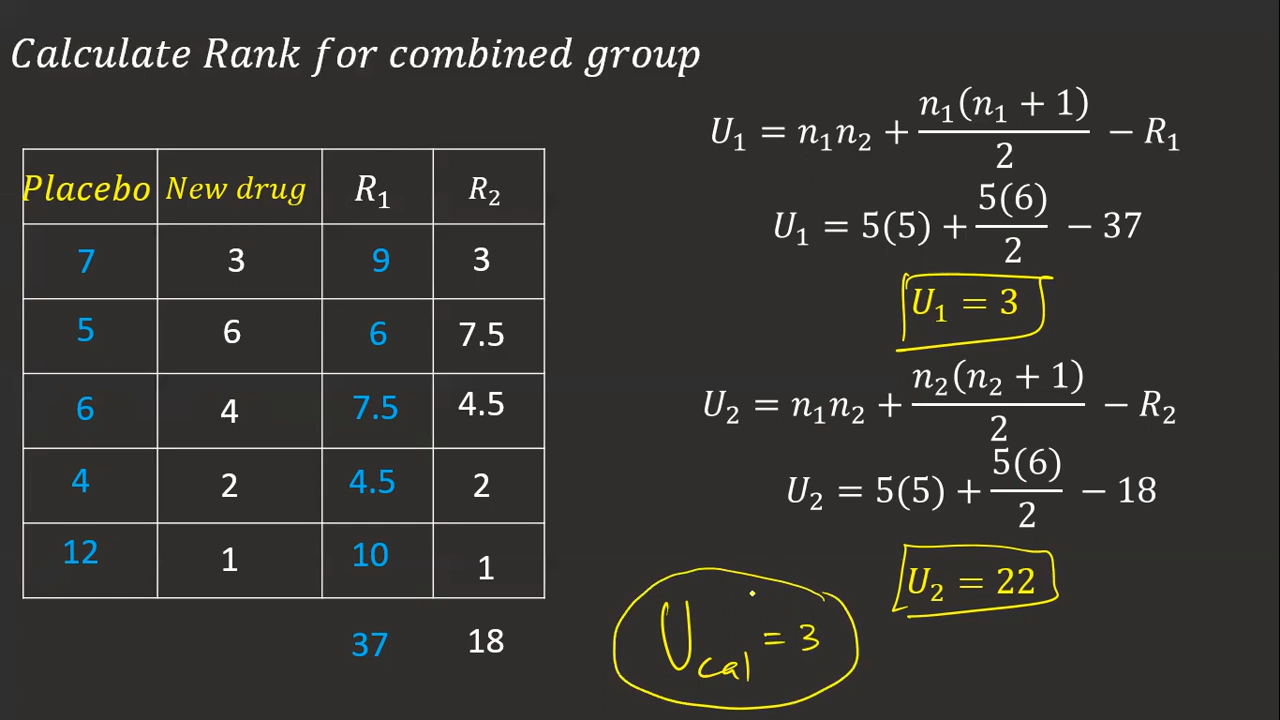 Calculate Rank for combined group
Placebo New drug R₁ R₂
7 3 9 3
5 6 6 7.5
6 4 7.5 4.5
4 2 4.5 2
12 1 10 1
37 18
U₁ = n₁n₂ + n₁(n₁ + 1)/2 − R₁
U₁ = 5(5) + 5(6)/2 − 37
U₁ = 3
U₂ = n₁n₂ + n₂(n₂ + 1)/2 − R₂
U₂ = 5(5) + 5(6)/2 − 18
U₂ = 22
U cal = 3